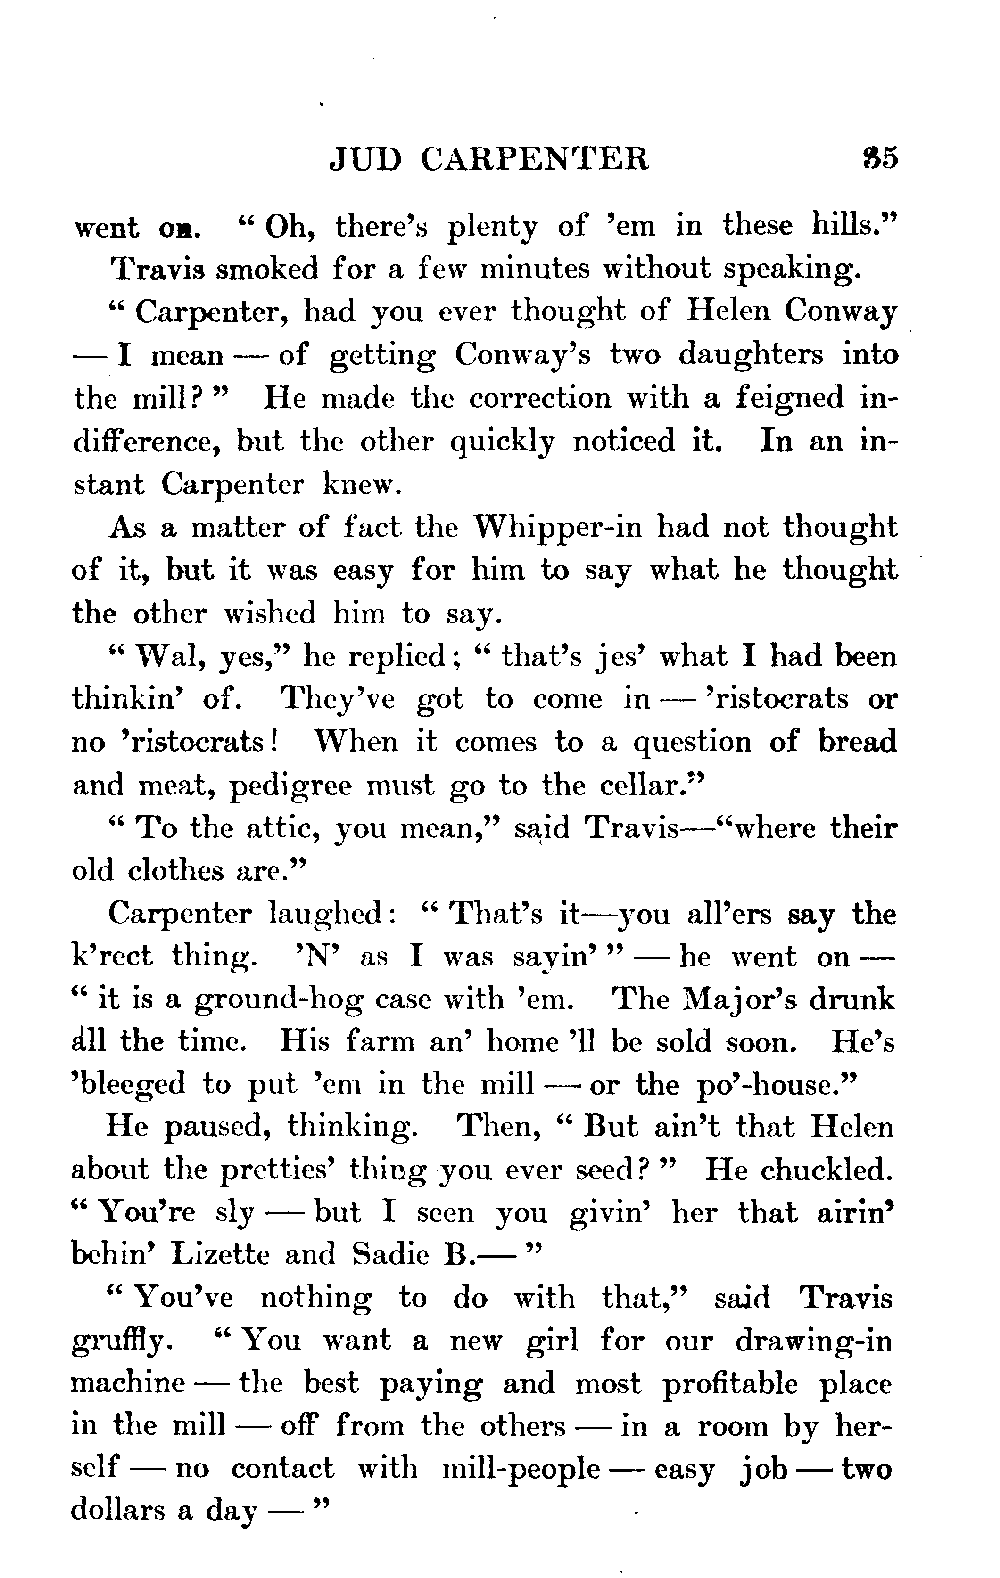 JUD CARPENTER 35
went on. “ Oh, there’s plenty of ’em in these hills.”
Travis smoked for a few minutes without speaking.
“ Carpenter, had you ever thought of Helen Conway
— I mean — of getting Conway’s two daughters into
the mill? ” He made the correction with a feigned in-
difference, but the other quickly noticed it. In an in-
stant Carpenter knew.
As a matter of fact the Whipper-in had not thought
of it, but it was easy for him to say what he thought
the other wished him to say.
“ Wal, yes,” he replied; “ that’s jes’ what I had been
thinkin’ of. They’ve got to come in — ’ristocrats or
no ’ristocrats! When it comes to a question of bread
and meat, pedigree must go to the cellar.”
“ To the attic, you mean,” said Travis—“where their
old clothes are.”
Carpenter laughed: “ That’s it—you all’ers say the
k’rect thing. ’N’ as I was sayin’ ” — he went on —
“ it is a ground-hog case with ’em. The Major’s drunk
all the time. His farm an’ home ’ll be sold soon. He’s
’bleeged to put ’em in the mill — or the po’-house.”
He paused, thinking. Then, “ But ain’t that Helen
about the pretties’ thing you ever seed? ” He chuckled.
“ You’re sly — but I seen you givin’ her that airin’
behin’ Lizette and Sadie B.— ”
“ You’ve nothing to do with that,” said Travis
gruffly. “ You want a new girl for our drawing-in
machine — the best paying and most profitable place
in the mill — off from the others — in a room by her-
self — no contact with mill-people — easy job — two
dollars a day — ”